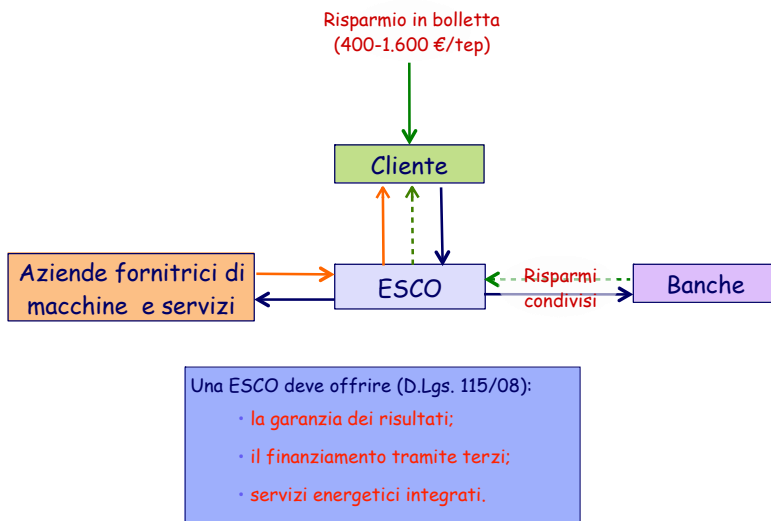 Risparmio in bolletta
(400-1.600 €/tep)
Cliente
Aziende fornitrici di
macchine e servizi
ESCO
Risparmi
condivisi
Banche
Una ESCO deve offrire (D.Lgs. 115/08):
• la garanzia dei risultati;
• il finanziamento tramite terzi;
• servizi energetici integrati.